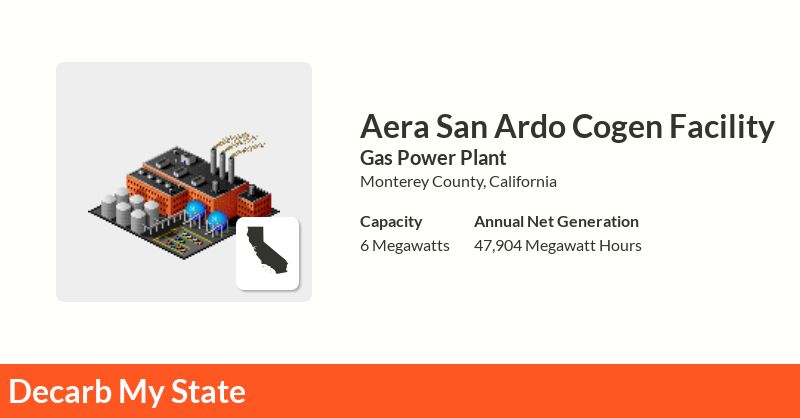 Aera San Ardo Cogen Facility
Gas Power Plant
Monterey County, California
Capacity
6 Megawatts
Annual Net Generation
47,904 Megawatt Hours
Decarb My State